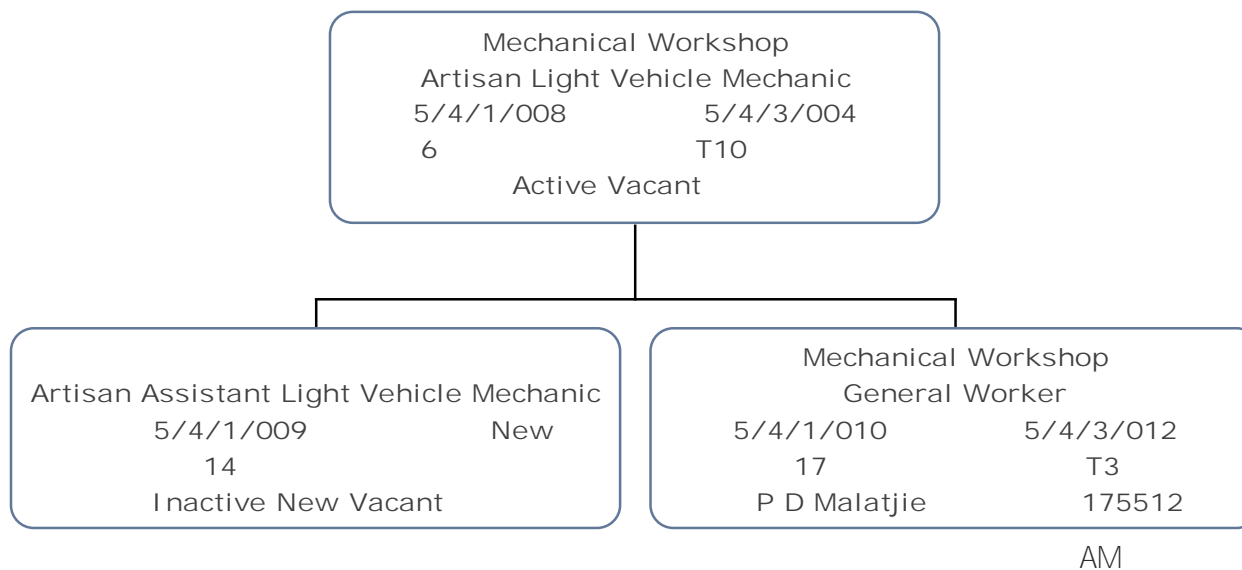 Mechanical Workshop
Artisan Light Vehicle Mechanic
5/4/1/008 5/4/3/004
6 T10
Active Vacant
Artisan Assistant Light Vehicle Mechanic
5/4/1/009 New
14
Inactive New Vacant
Mechanical Workshop
General Worker
5/4/1/010 5/4/3/012
17 T3
P D Malatjie 175512
AM